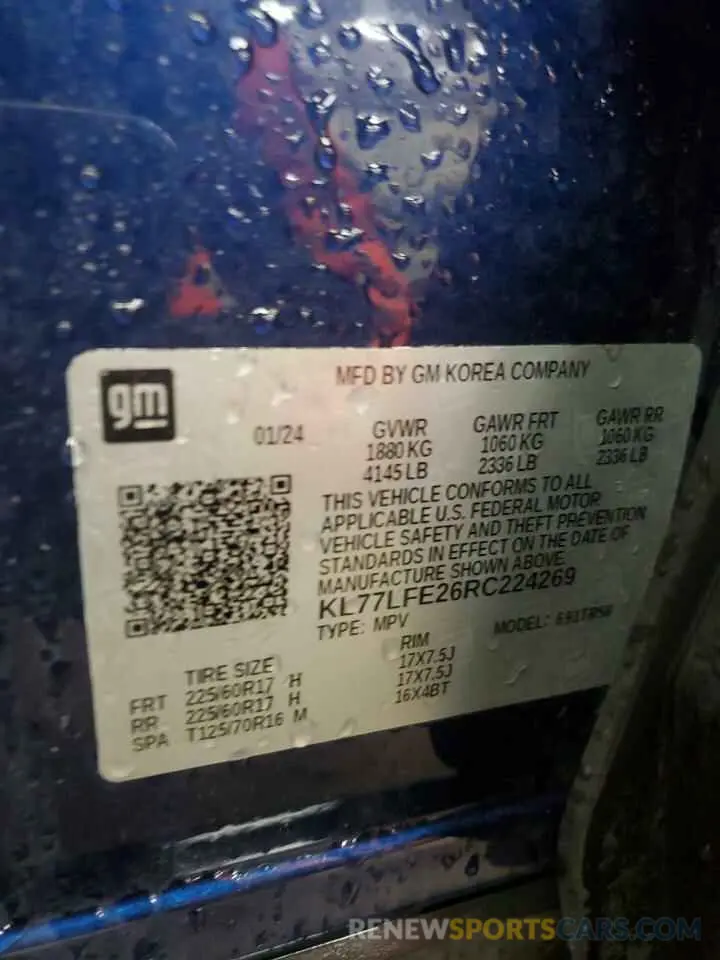 MFD BY GM KOREA COMPANY
gm
01/24
GVWR GAWR FRT GAWR RR
1880 KG 1060 KG 1060 KG
4145 LB 2336 LB 2336 LB
THIS VEHICLE CONFORMS TO ALL
APPLICABLE U.S. FEDERAL MOTOR
VEHICLE SAFETY AND THEFT PREVENTION
STANDARDS IN EFFECT ON THE DATE OF
MANUFACTURE SHOWN ABOVE.
KL77LFE26RC224269
TYPE: MPV MODEL:
TIRE SIZE RIM
FRT 225/60R17 H 17X7.5J
RR 225/60R17 H 17X7.5J
SPA T125/70R16 M 16X4BT
RENEWSPORTSCARS.COM